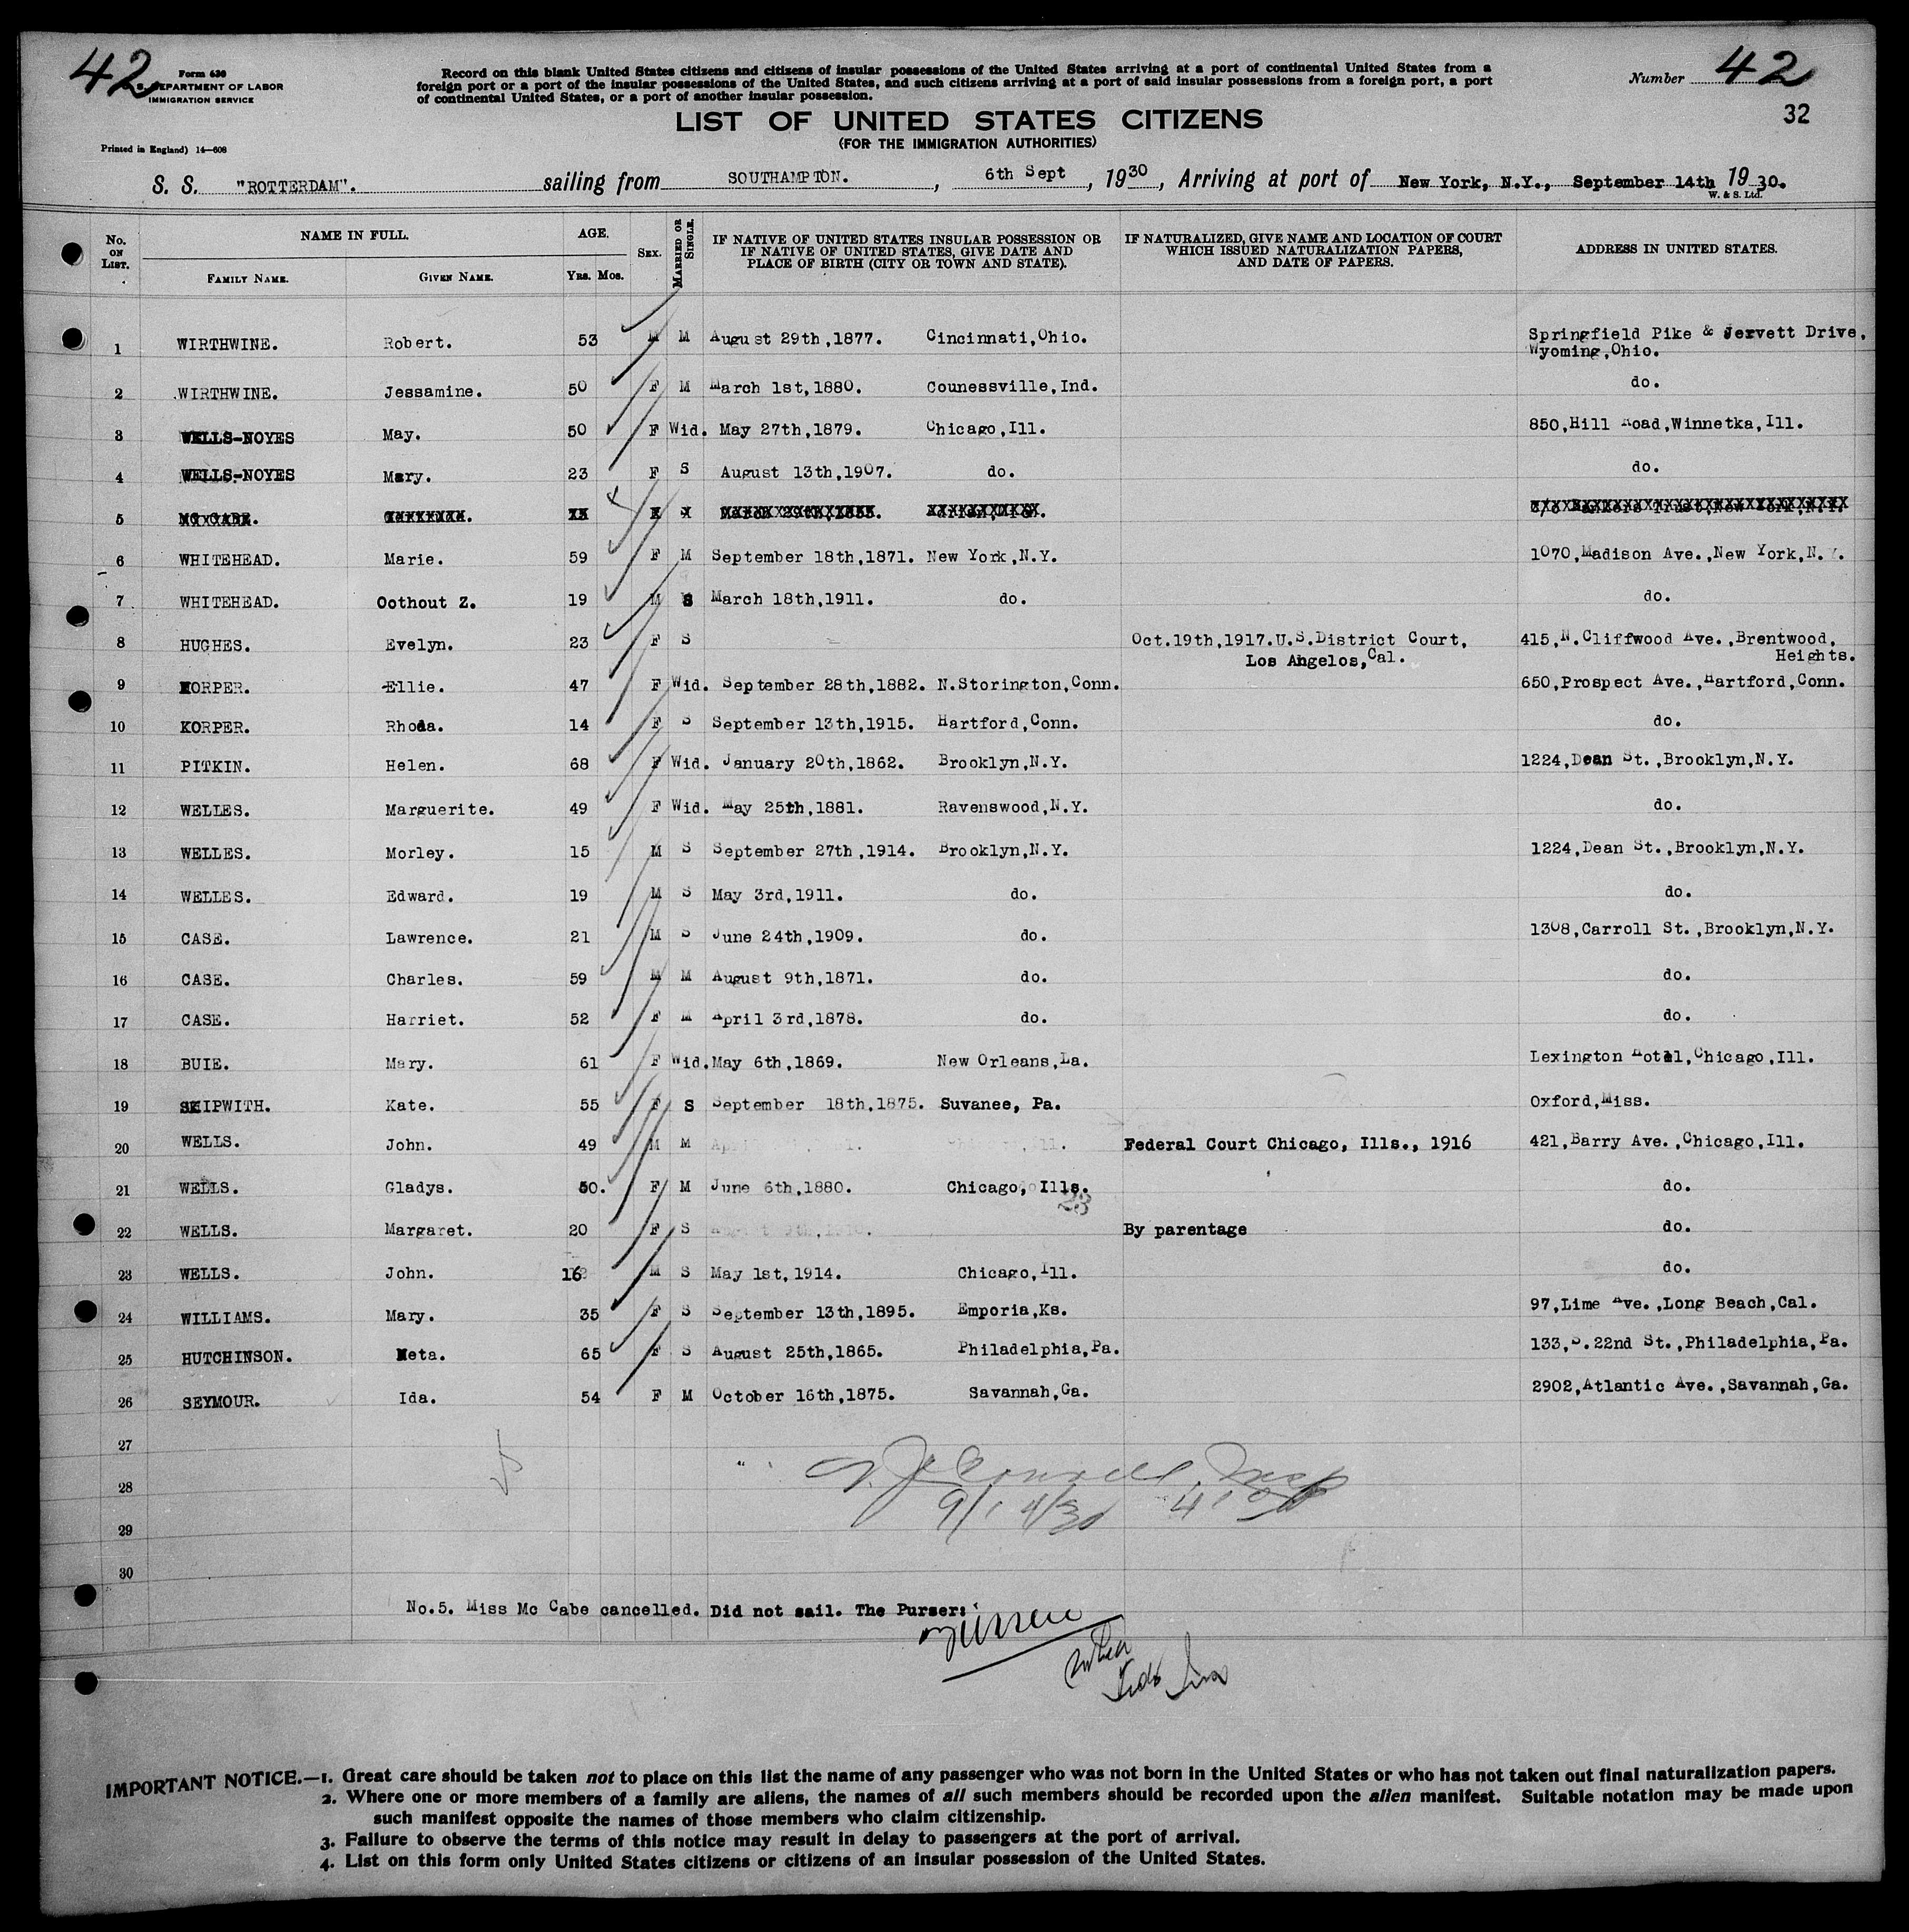 42
Form 630
U.S. DEPARTMENT OF LABOR
IMMIGRATION SERVICE
Printed in England) 14—608
Record on this blank United States citizens and citizens of insular possessions of the United States arriving at a port of continental United States from a
foreign port or a port of the insular possessions of the United States, and such citizens arriving at a port of said insular possessions from a foreign port, a port
of continental United States, or a port of another insular possession.
Number 42
32
LIST OF UNITED STATES CITIZENS
(FOR THE IMMIGRATION AUTHORITIES)
S. S. "ROTTERDAM". sailing from SOUTHAMPTON. , 6th Sept , 1930, Arriving at port of New York, N.Y., September 14th 1930.
W. & S. Ltd.
No. ON LIST. NAME IN FULL. FAMILY NAME. GIVEN NAME. AGE. YRS. MOS. SEX. MARRIED OR SINGLE. IF NATIVE OF UNITED STATES INSULAR POSSESSION OR IF NATIVE OF UNITED STATES, GIVE DATE AND PLACE OF BIRTH (CITY OR TOWN AND STATE). IF NATURALIZED, GIVE NAME AND LOCATION OF COURT WHICH ISSUED NATURALIZATION PAPERS, AND DATE OF PAPERS. ADDRESS IN UNITED STATES.
1 WIRTHWINE. Robert. 53 M M August 29th,1877. Cincinnati,Ohio. Springfield Pike & Jervett Drive,
Wyoming,Ohio.
2 WIRTHWINE. Jessamine. 50 F M March 1st,1880. Counessville,Ind. do.
3 WELLS-NOYES May. 50 F Wid. May 27th,1879. Chicago,Ill. 850,Hill Road,Winnetka,Ill.
4 WELLS-NOYES Mary. 23 F S August 13th,1907. do. do.
5 MC CABE.
6 WHITEHEAD. Marie. 59 F M September 18th,1871. New York,N.Y. 1070,Madison Ave.,New York,N.Y.
7 WHITEHEAD. Oothout Z. 19 M S March 18th,1911. do. do.
8 HUGHES. Evelyn. 23 F S Oct.19th,1917.U.S.District Court, 415,N.Cliffwood Ave.,Brentwood,
Los Angelos,Cal. Heights.
9 KORPER. Ellie. 47 F Wid. September 28th,1882. N.Storington,Conn. 650,Prospect Ave.,Hartford,Conn.
10 KORPER. Rhoda. 14 F S September 13th,1915. Hartford,Conn. do.
11 PITKIN. Helen. 68 F Wid. January 20th,1862. Brooklyn,N.Y. 1224,Dean St.,Brooklyn,N.Y.
12 WELLES. Marguerite. 49 F Wid. May 25th,1881. Ravenswood,N.Y. do.
13 WELLES. Morley. 15 M S September 27th,1914. Brooklyn,N.Y. 1224,Dean St.,Brooklyn,N.Y.
14 WELLES. Edward. 19 M S May 3rd,1911. do. do.
15 CASE. Lawrence. 21 M S June 24th,1909. do. 1308,Carroll St.,Brooklyn,N.Y.
16 CASE. Charles. 59 M M August 9th,1871. do. do.
17 CASE. Harriet. 52 F M April 3rd,1878. do. do.
18 BUIE. Mary. 61 F Wid. May 6th,1869. New Orleans,La. Lexington Hotel,Chicago,Ill.
19 SKIPWITH. Kate. 55 F S September 18th,1875. Suvanee, Pa. Oxford,Miss.
20 WELLS. John. 49 M M Federal Court Chicago, Ills., 1916 421,Barry Ave.,Chicago,Ill.
21 WELLS. Gladys. 50. F M June 6th,1880. Chicago, Ills. do.
23
22 WELLS. Margaret. 20 F S By parentage do.
23 WELLS. John. 16 M S May 1st,1914. Chicago,Ill. do.
24 WILLIAMS. Mary. 35 F S September 13th,1895. Emporia,Ks. 97,Lime Ave.,Long Beach,Cal.
25 HUTCHINSON. Meta. 65 F S August 25th,1865. Philadelphia,Pa. 133,S.22nd St.,Philadelphia,Pa.
26 SEYMOUR. Ida. 54 F M October 16th,1875. Savannah,Ga. 2902,Atlantic Ave.,Savannah,Ga.
27
28
9/14/30
29
30
No.5. Miss Mc Cabe cancelled. Did not sail. The Purser:
IMPORTANT NOTICE.—1. Great care should be taken not to place on this list the name of any passenger who was not born in the United States or who has not taken out final naturalization papers.
2. Where one or more members of a family are aliens, the names of all such members should be recorded upon the alien manifest. Suitable notation may be made upon
such manifest opposite the names of those members who claim citizenship.
3. Failure to observe the terms of this notice may result in delay to passengers at the port of arrival.
4. List on this form only United States citizens or citizens of an insular possession of the United States.